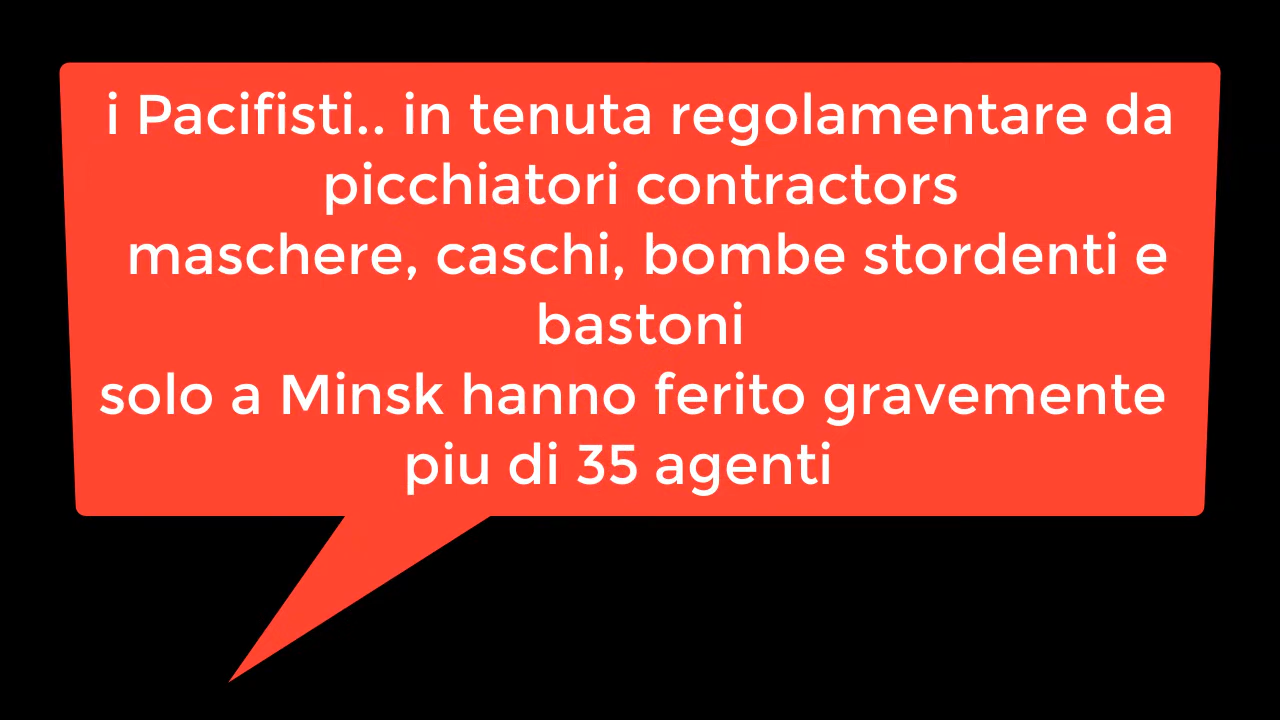 i Pacifisti.. in tenuta regolamentare da
picchiatori contractors
maschere, caschi, bombe stordenti e
bastoni
solo a Minsk hanno ferito gravemente
piu di 35 agenti